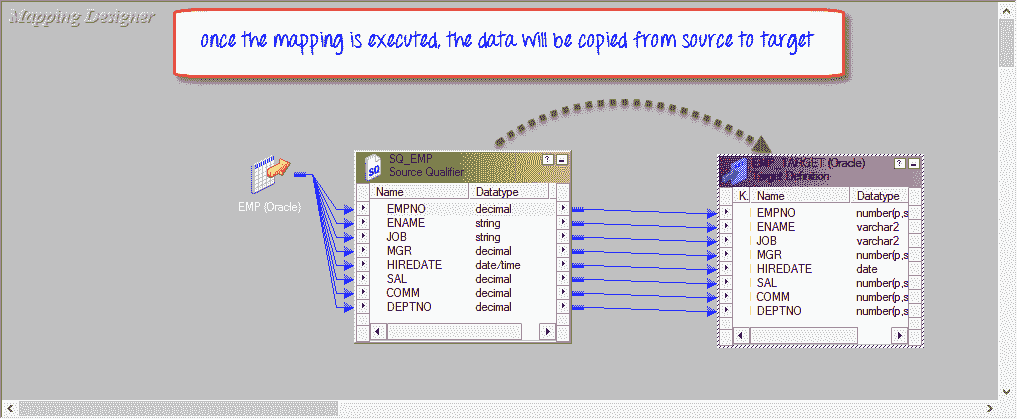 Mapping Designer
once the mapping is executed, the data will be copied from source to target
EMP (Oracle)
SQ_EMP
Source Qualifier
Name Datatype
EMPNO decimal
ENAME string
JOB string
MGR decimal
HIREDATE date/time
SAL decimal
COMM decimal
DEPTNO decimal
EMP_TARGET (Oracle)
Target Definition
K. Name Datatype
EMPNO number(p,s
ENAME varchar2
JOB varchar2
MGR number(p,s
HIREDATE date
SAL number(p,s
COMM number(p,s
DEPTNO number(p,s